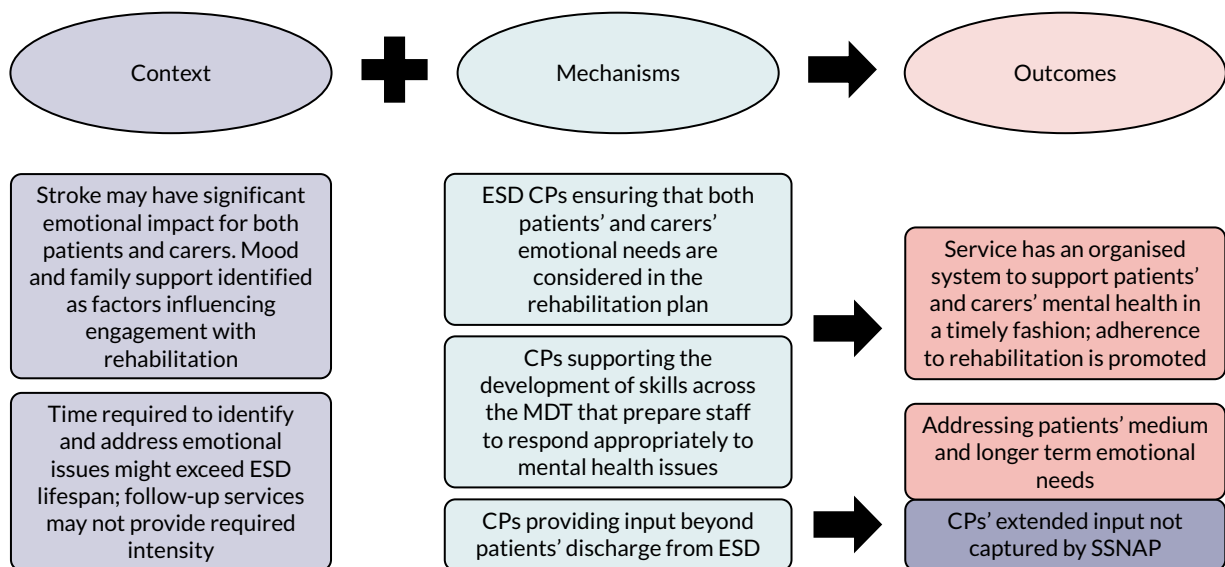 Context
Mechanisms
Outcomes
Stroke may have significant
emotional impact for both
patients and carers. Mood
and family support identified
as factors influencing
engagement with
rehabilitation
Time required to identify
and address emotional
issues might exceed ESD
lifespan; follow-up services
may not provide required
intensity
ESD CPs ensuring that both
patients’ and carers’
emotional needs are
considered in the
rehabilitation plan
CPs supporting the
development of skills across
the MDT that prepare staff
to respond appropriately to
mental health issues
CPs providing input beyond
patients’ discharge from ESD
Service has an organised
system to support patients’
and carers’ mental health in
a timely fashion; adherence
to rehabilitation is promoted
Addressing patients’ medium
and longer term emotional
needs
CPs’ extended input not
captured by SSNAP